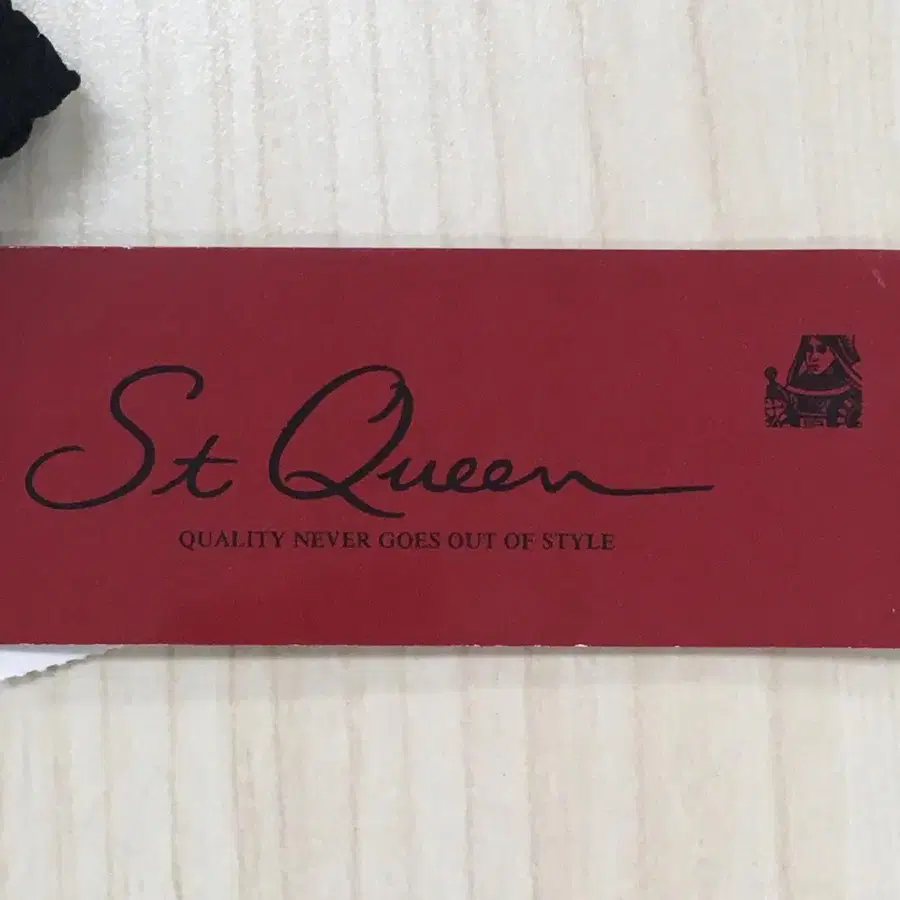 St Queen
QUALITY NEVER GOES OUT OF STYLE